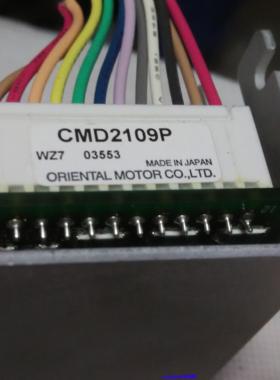 CMD2109P
WZ7 03553
MADE IN JAPAN
ORIENTAL MOTOR CO.,LTD.